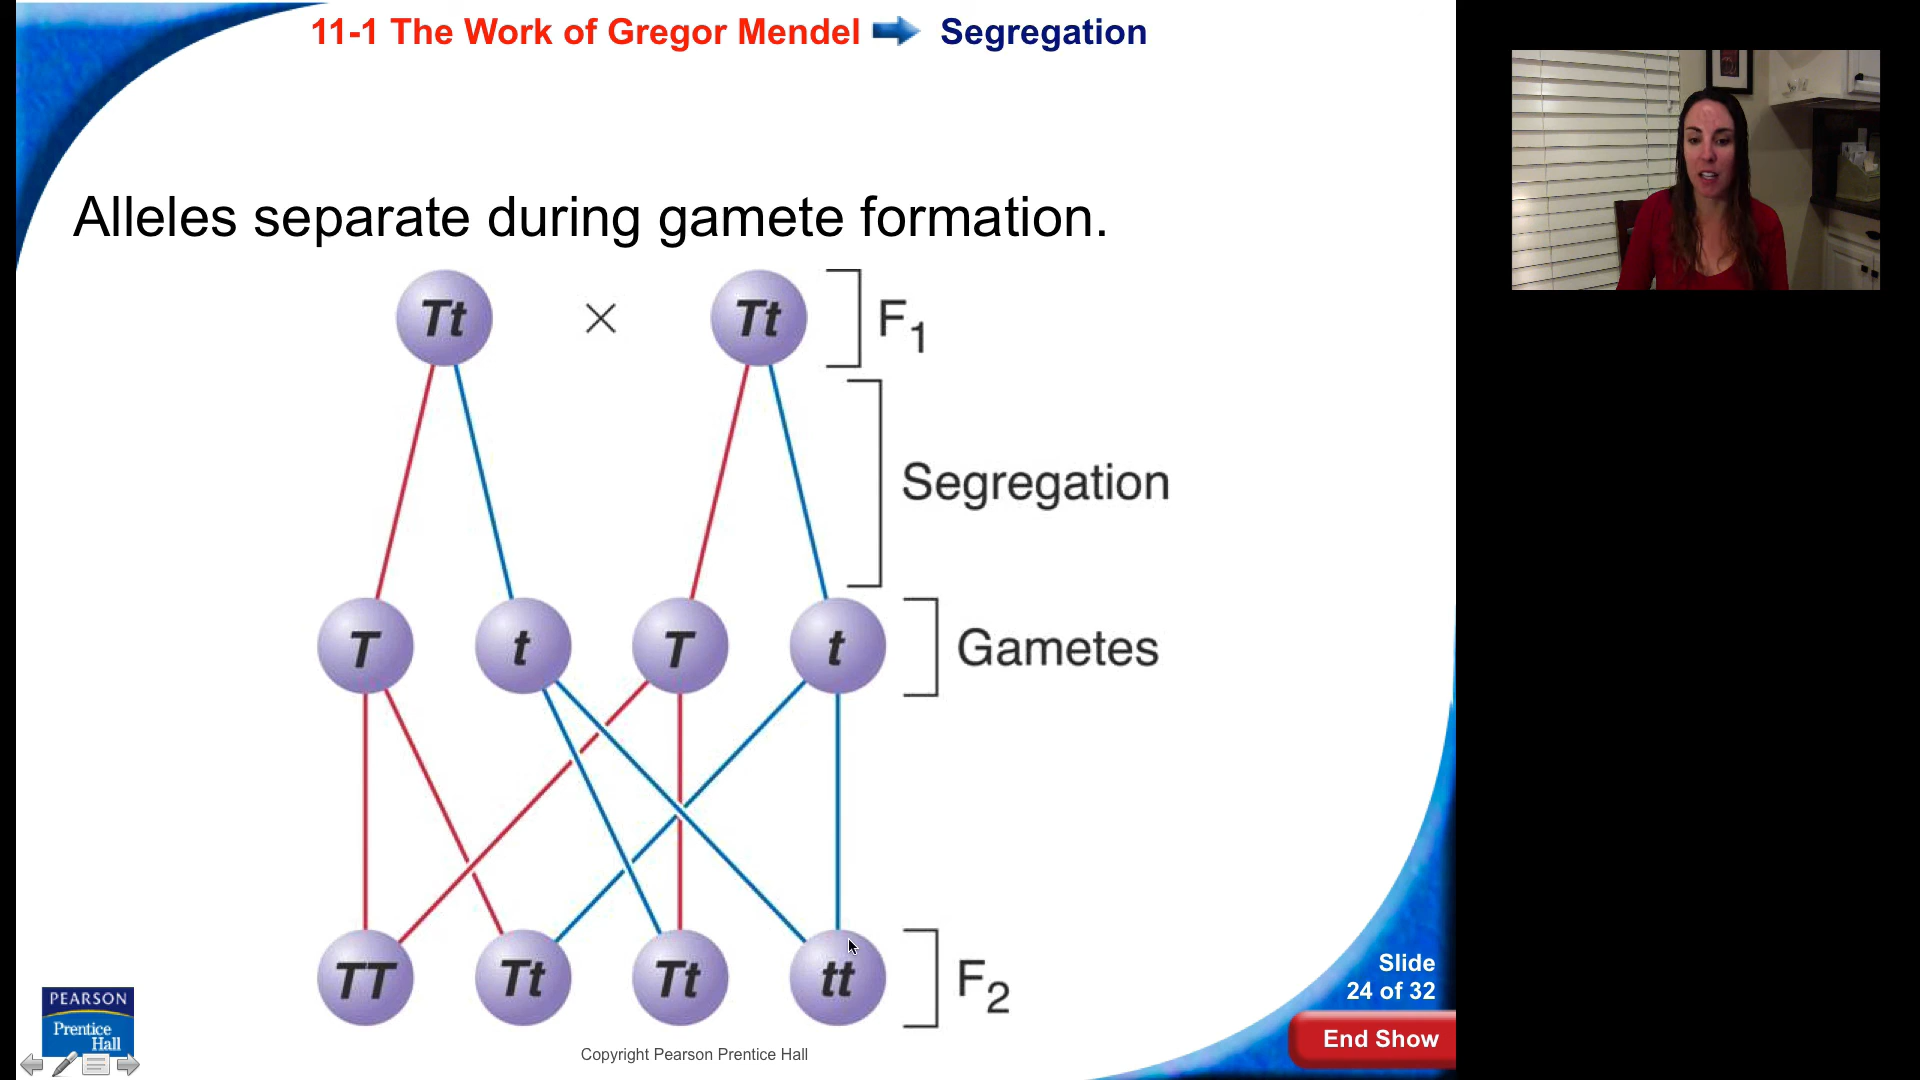 11-1 The Work of Gregor Mendel Segregation
Alleles separate during gamete formation.
Tt × Tt F1
Segregation
T t T t Gametes
TT Tt Tt tt F2
Slide
24 of 32
End Show
PEARSON
Prentice
Hall
Copyright Pearson Prentice Hall